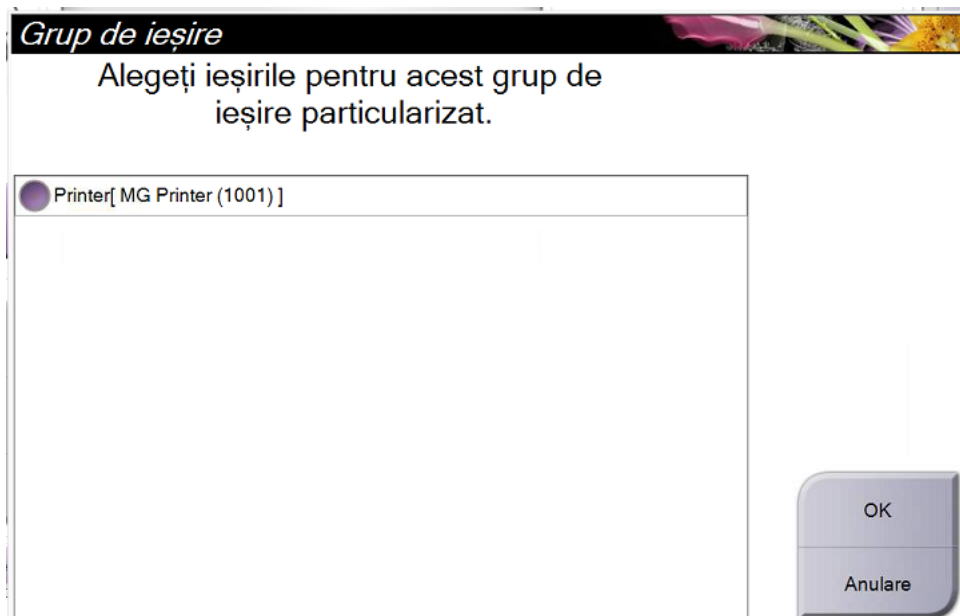 Grup de ieșire
Alegeți ieșirile pentru acest grup de
ieșire particularizat.
Printer[ MG Printer (1001) ]
OK
Anulare